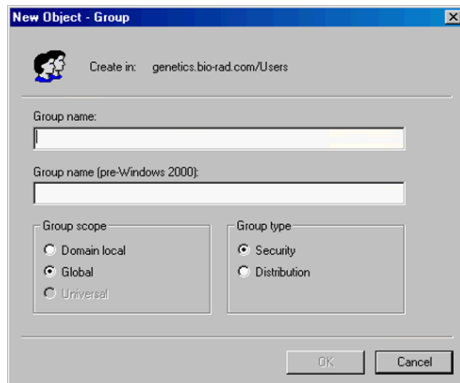 New Object - Group
Create in: genetics.bio-rad.com/Users
Group name:
Group name (pre-Windows 2000):
Group scope
Domain local
Global
Universal
Group type
Security
Distribution
OK
Cancel